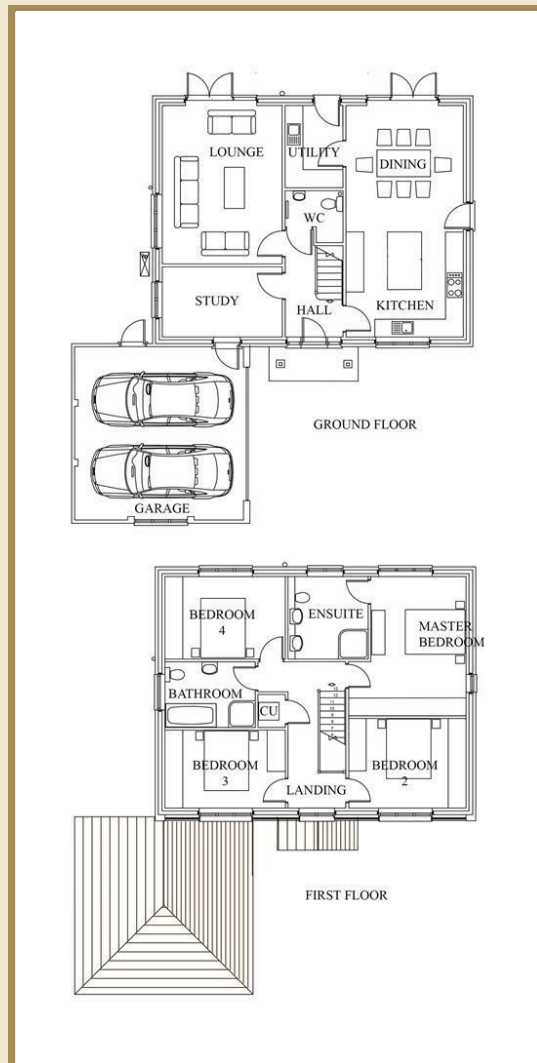 LOUNGE
UTILITY
DINING
WC
STUDY
HALL
KITCHEN
GROUND FLOOR
GARAGE
BEDROOM
4
ENSUITE
MASTER
BEDROOM
BATHROOM
CU
BEDROOM
3
BEDROOM
2
LANDING
FIRST FLOOR